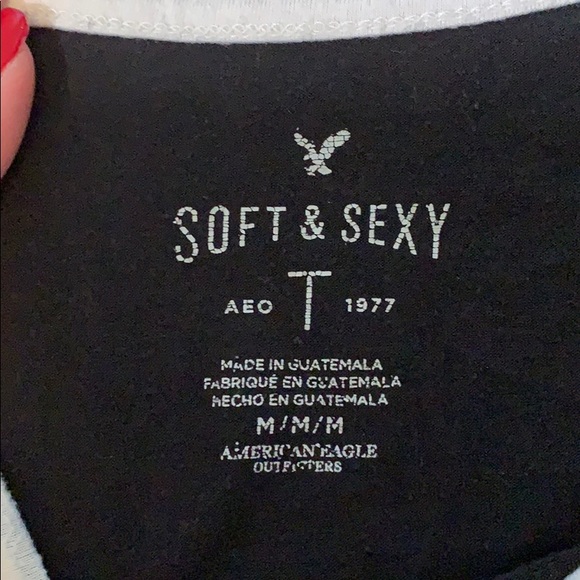 SOFT & SEXY
AEO T 1977
MADE IN GUATEMALA
FABRIQUÉ EN GUATEMALA
HECHO EN GUATEMALA
M/M/M
AMERICAN EAGLE
OUTFITTERS